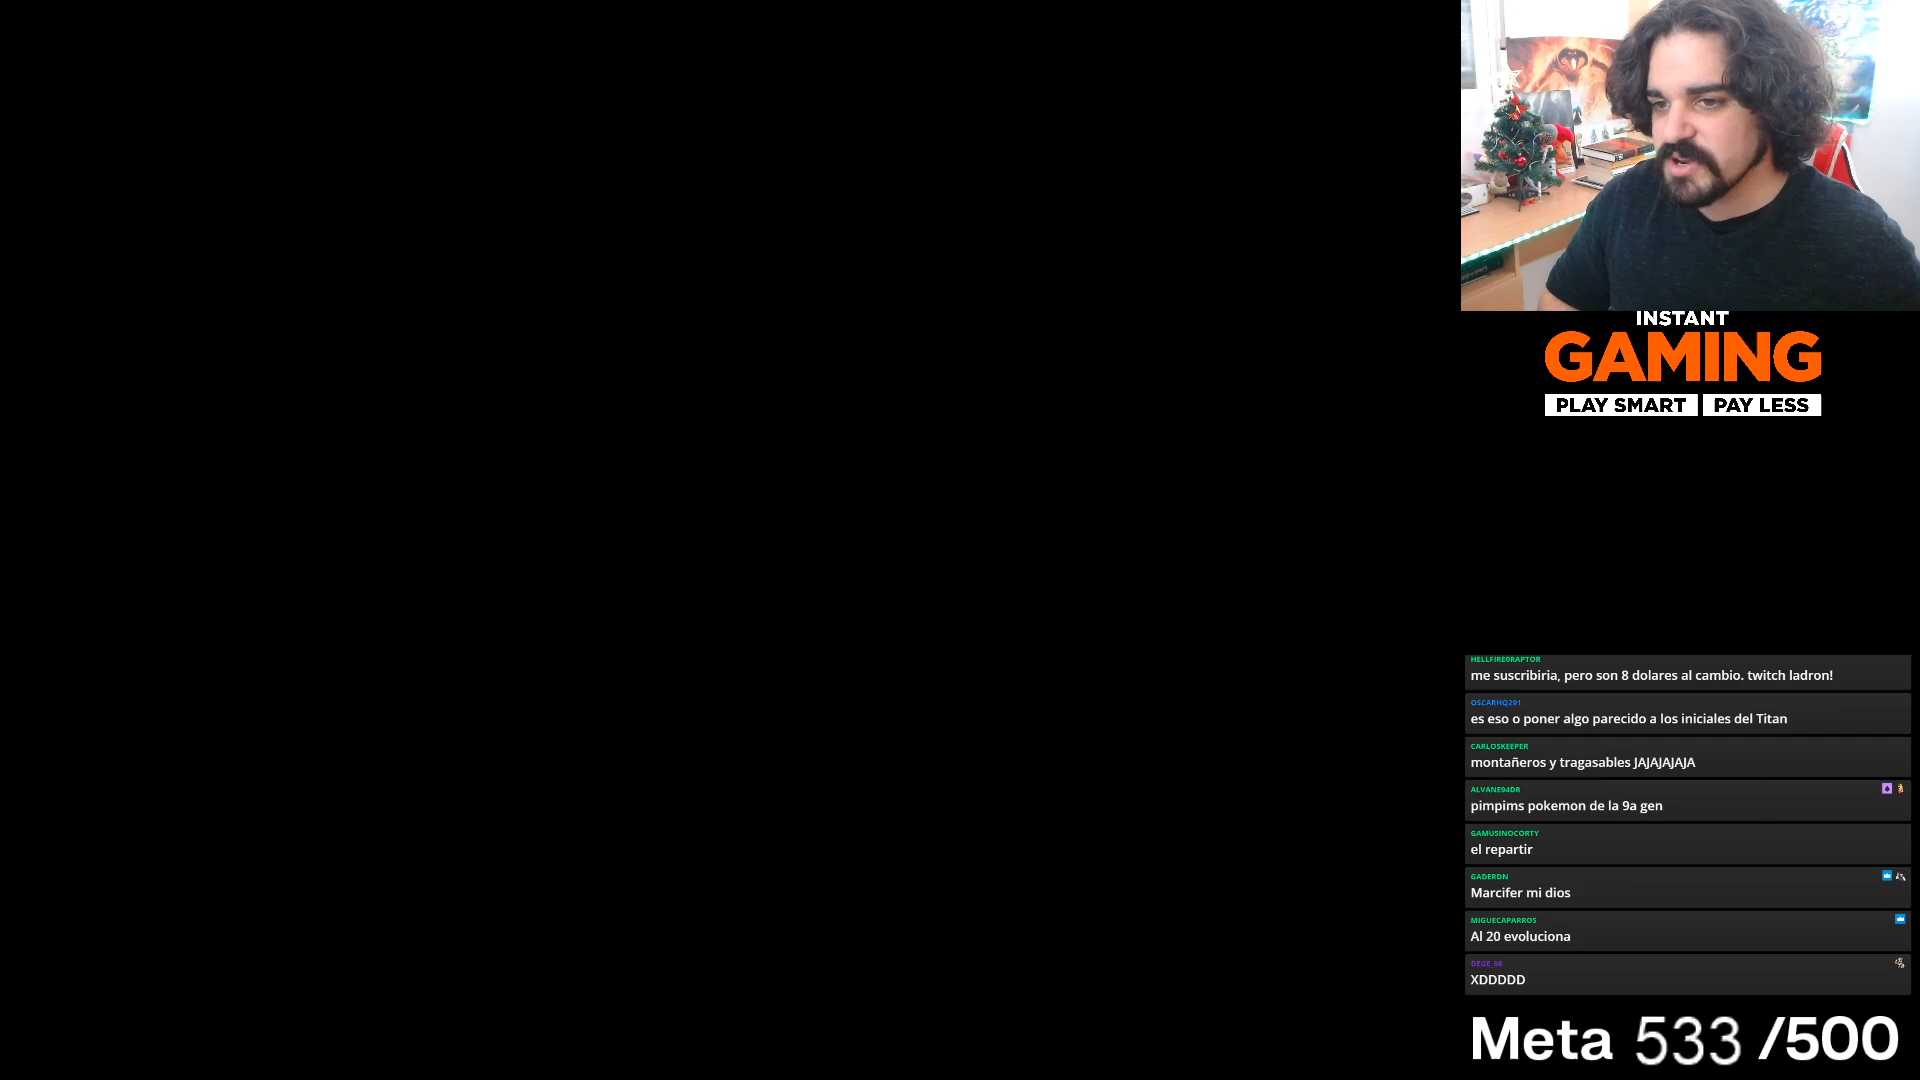 INSTANT
GAMING
PLAY SMART PAY LESS
HELLFIRE0RAPTOR
me suscribiria, pero son 8 dolares al cambio. twitch ladron!
OSCARHQ291
es eso o poner algo parecido a los iniciales del Titan
CARLOSKEEPER
montañeros y tragasables JAJAJAJAJA
ALVANE94DR
pimpims pokemon de la 9a gen
GAMUSINOCORTY
el repartir
GADERDN
Marcifer mi dios
MIGUECAPARROS
Al 20 evoluciona
DEGE_88
XDDDDD
Meta 533 /500